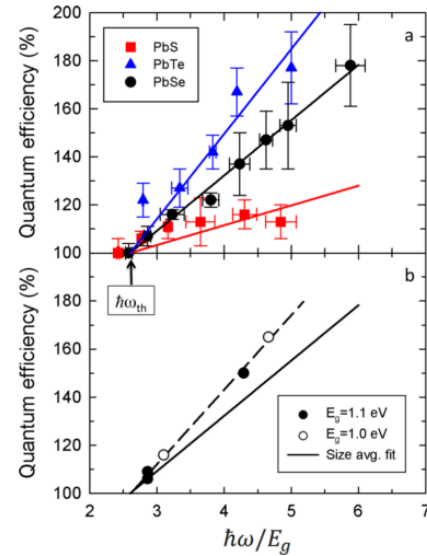 200
180
160
140
120
100
Quantum efficiency (%)
PbS
PbTe
PbSe
a
ħω_th
b
180
160
140
120
100
Quantum efficiency (%)
E_g=1.1 eV
E_g=1.0 eV
Size avg. fit
2 3 4 5 6 7
ħω/E_g